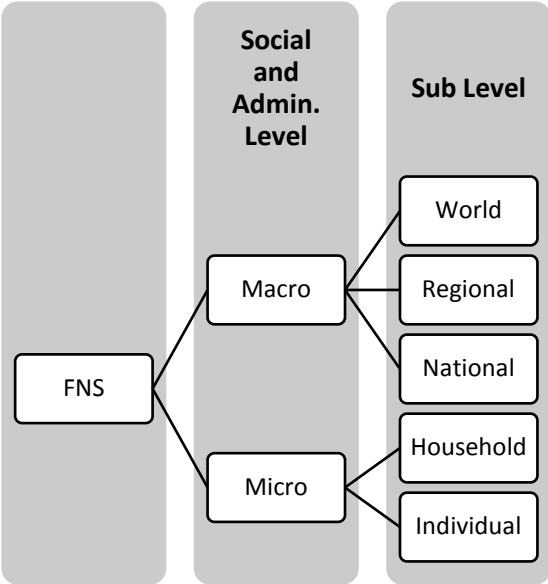 Social
and
Admin.
Level
Sub Level
FNS
Macro
Micro
World
Regional
National
Household
Individual